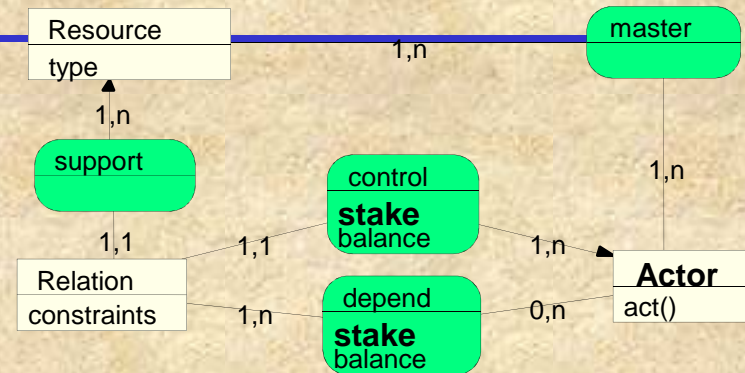 Resource
master
1,n
type
1,n
support
control
1,n
stake
balance
1,1
1,1
1,n
Relation
Actor
constraints
depend
act()
1,n
0,n
stake
balance